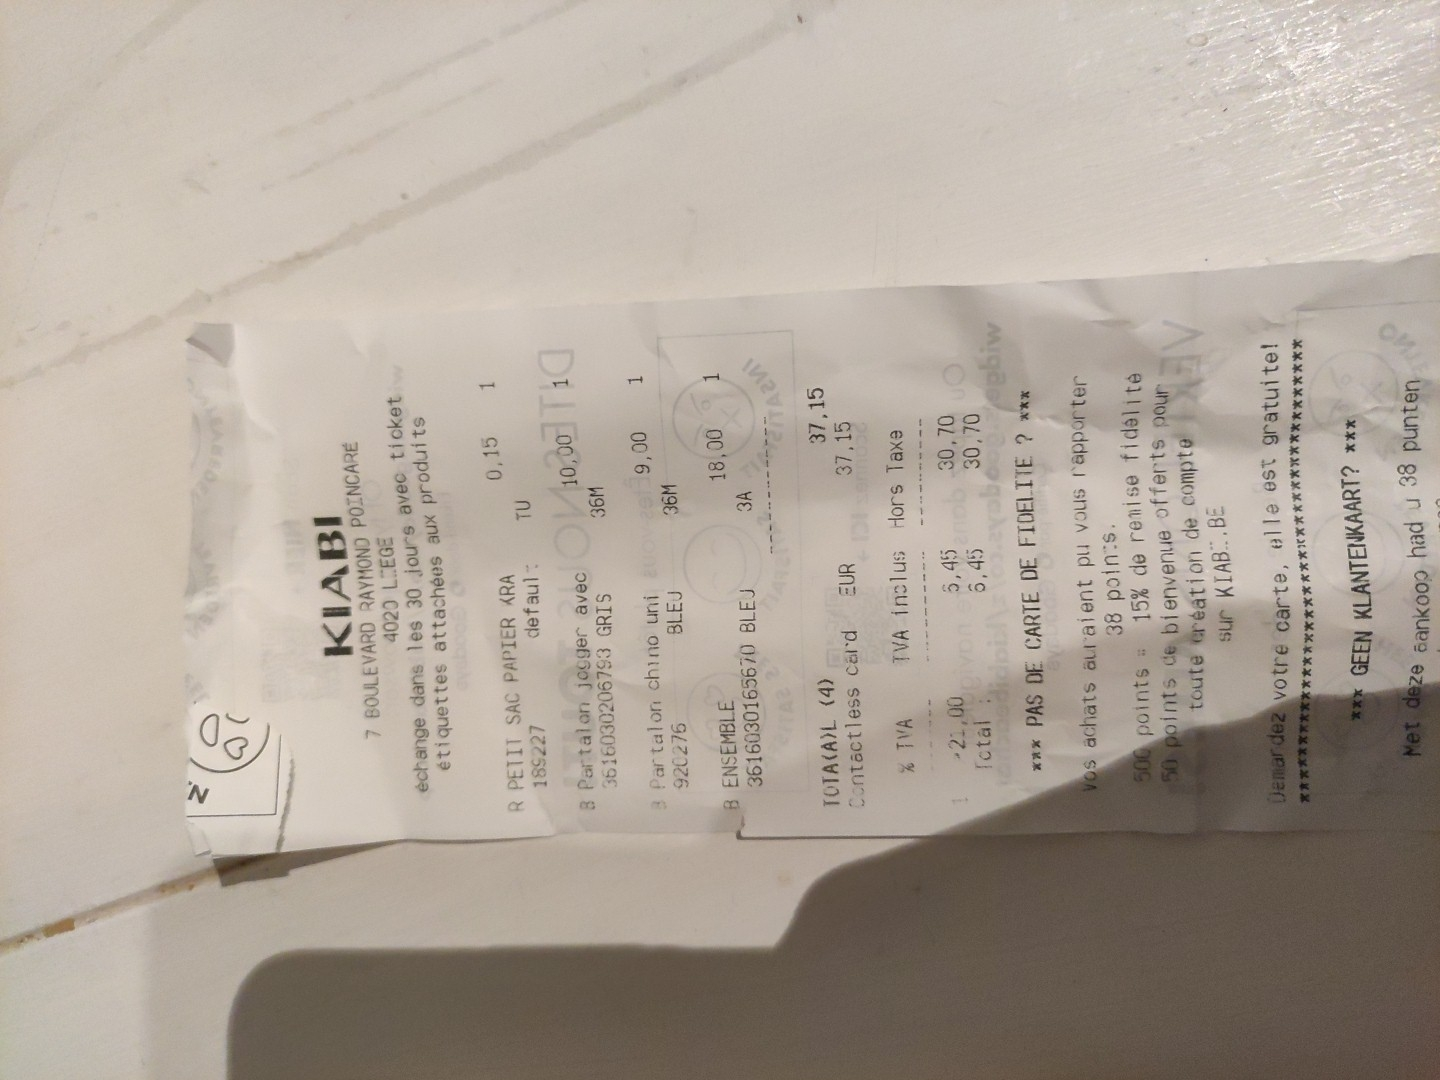 KIABI
7 BOULEVARD RAYMOND POINCARE
4020 LIEGE
échange dans les 30 jours avec ticket
étiquettes attachées aux produits
R PETIT SAC PAPIER KRA 0,15 1
189227 default TU
B Pantalon jogger avec 10,00 1
3616030206793 GRIS 36M
B Pantalon chino uni 9,00 1
920276 BLEU 36M
B ENSEMBLE 18,00 1
3616030165670 BLEU 3A
TOTA(A)L (4) 37,15
Contactless card EUR 37,15
% TVA TVA inclus Hors Taxe
1 21,00 6,45 30,70
Total : 6,45 30,70
*** PAS DE CARTE DE FIDELITE ? ***
Vos achats auraient pu vous rapporter
38 points.
500 points = 15% de remise fidélité
50 points de bienvenue offerts pour
toute création de compte
sur KIABI.BE
Demandez votre carte, elle est gratuite!
****************************************
*** GEEN KLANTENKAART? ***
Met deze aankoop had u 38 punten